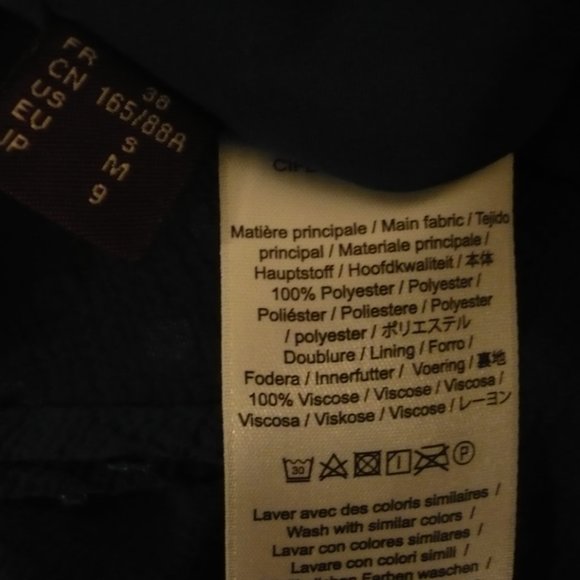 FR 38
CN 165/88A
US S
EU M
JP 9
Matière principale / Main fabric / Tejido
principal / Materiale principale /
Hauptstoff / Hoofdkwaliteit / 本体
100% Polyester / Polyester /
Poliéster / Poliestere / Polyester
/ polyester / ポリエステル
Doublure / Lining / Forro /
Fodera / Innerfutter / Voering / 裏地
100% Viscose / Viscose / Viscosa /
Viscosa / Viskose / Viscose / レーヨン
30 P
Laver avec des coloris similaires /
Wash with similar colors /
Lavar con colores similares /
Lavare con colori simili /
Farben waschen /